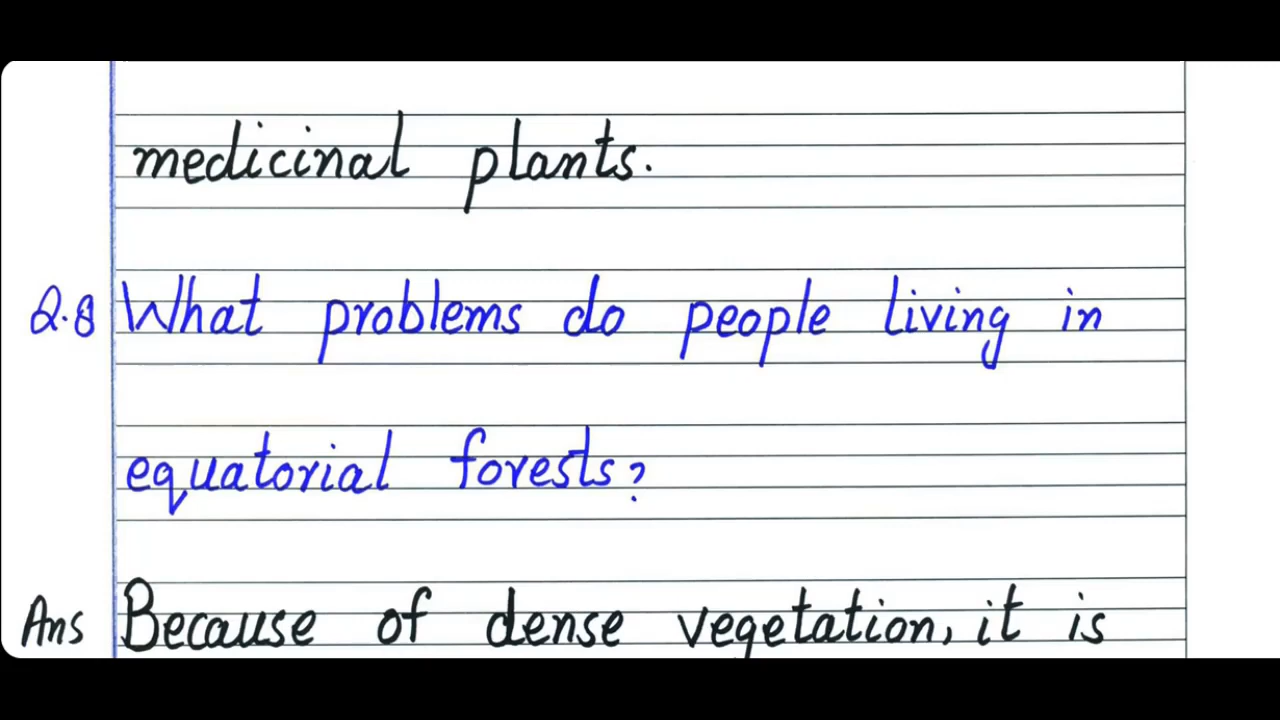 medicinal plants.
Q.8 What problems do people living in
equatorial forests?
Ans Because of dense vegetation, it is